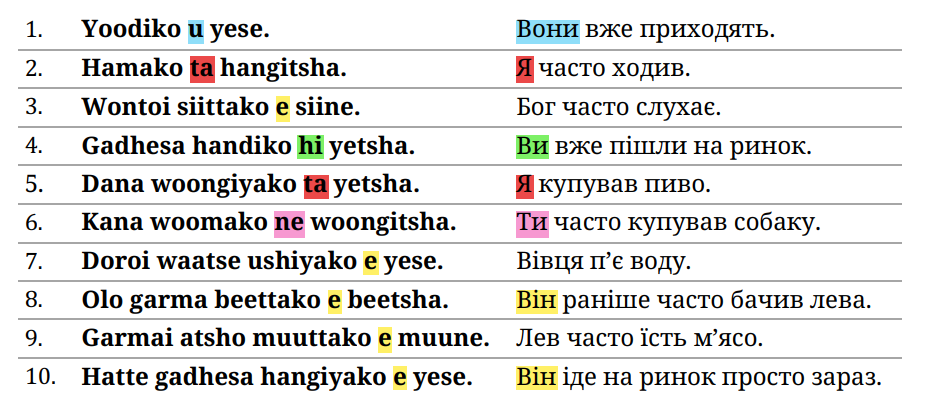 1. Yoodiko u yese. Вони вже приходять.
2. Hamako ta hangitsha. Я часто ходив.
3. Wontoi siittako e siine. Бог часто слухає.
4. Gadhesa handiko hi yetsha. Ви вже пішли на ринок.
5. Dana woongiyako ta yetsha. Я купував пиво.
6. Kana woomako ne woongitsha. Ти часто купував собаку.
7. Doroi waatse ushiyako e yese. Вівця п’є воду.
8. Olo garma beettako e beetsha. Він раніше часто бачив лева.
9. Garmai atsho muuttako e muune. Лев часто їсть м’ясо.
10. Hatte gadhesa hangiyako e yese. Він іде на ринок просто зараз.